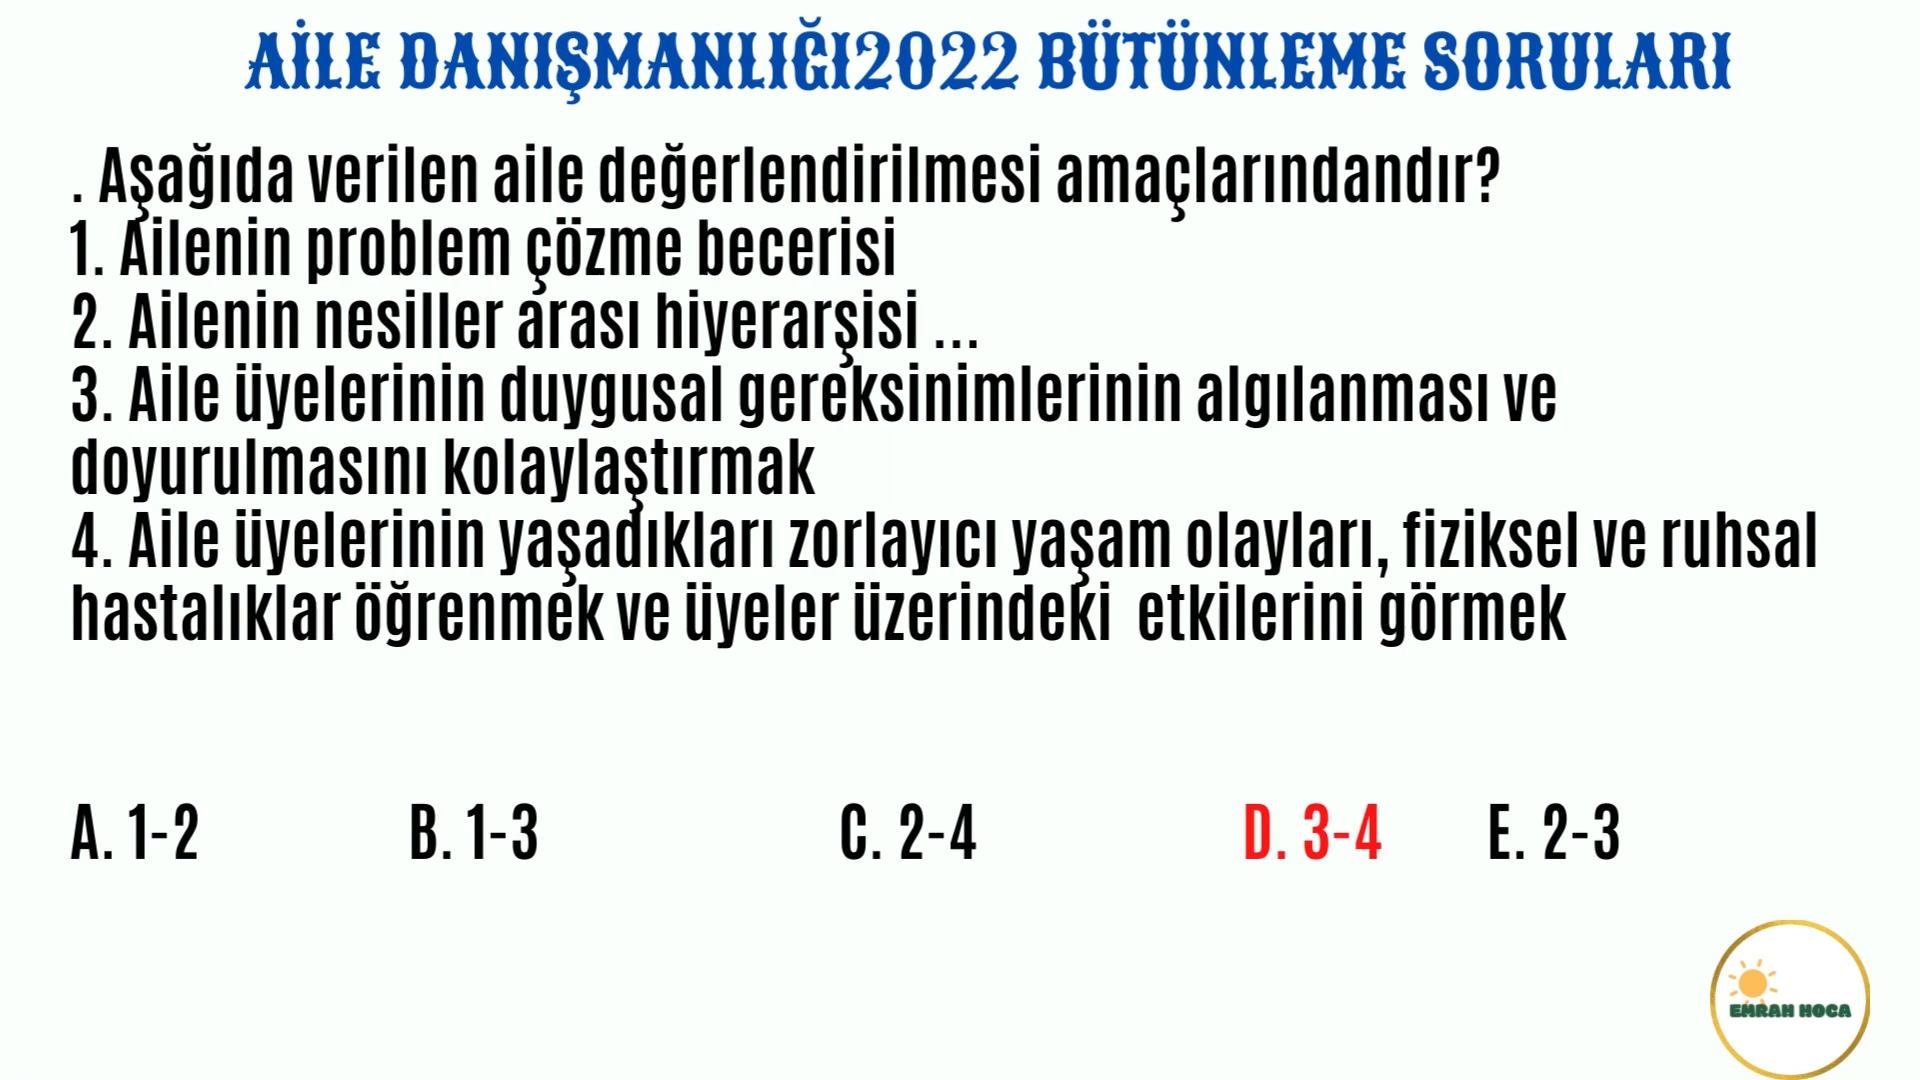 AİLE DANIŞMANLIĞI2022 BÜTÜNLEME SORULARI
. Aşağıda verilen aile değerlendirilmesi amaçlarındandır?
1. Ailenin problem çözme becerisi
2. Ailenin nesiller arası hiyerarşisi ...
3. Aile üyelerinin duygusal gereksinimlerinin algılanması ve
doyurulmasını kolaylaştırmak
4. Aile üyelerinin yaşadıkları zorlayıcı yaşam olayları, fiziksel ve ruhsal
hastalıklar öğrenmek ve üyeler üzerindeki  etkilerini görmek
A. 1-2 B. 1-3 C. 2-4 D. 3-4 E. 2-3
EMRAH HOCA